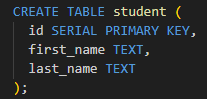 CREATE TABLE student (
  id SERIAL PRIMARY KEY,
  first_name TEXT,
  last_name TEXT
);